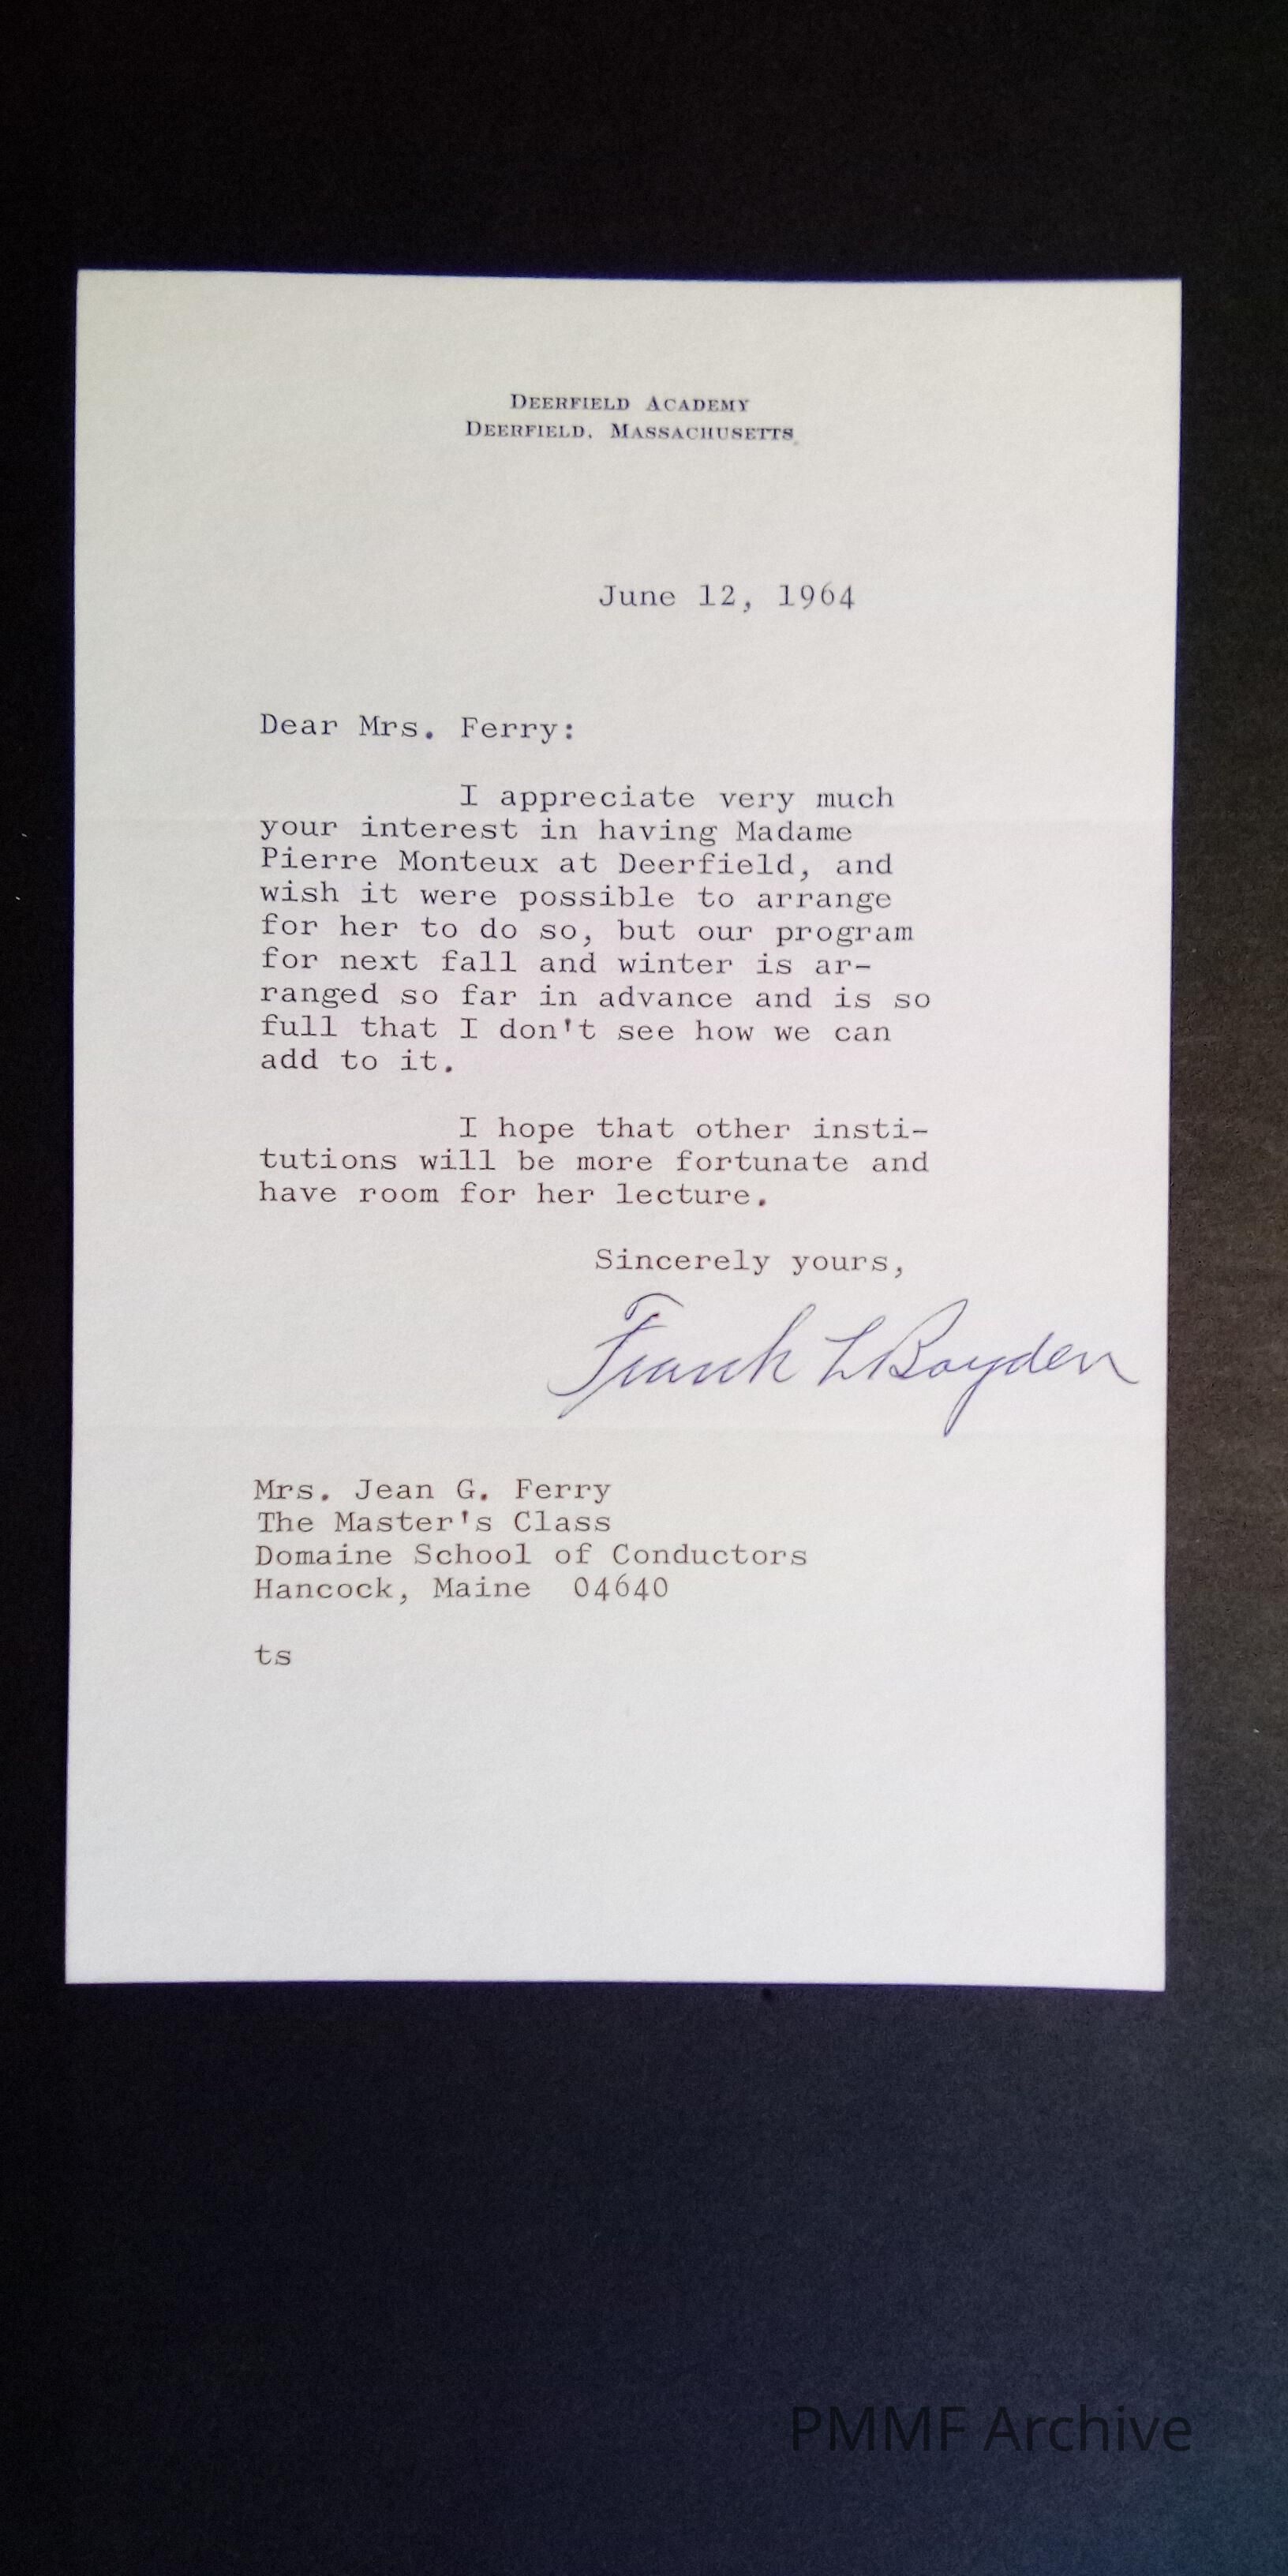 DEERFIELD ACADEMY
DEERFIELD, MASSACHUSETTS
June 12, 1964
Dear Mrs. Ferry:
I appreciate very much
your interest in having Madame
Pierre Monteux at Deerfield, and
wish it were possible to arrange
for her to do so, but our program
for next fall and winter is ar-
ranged so far in advance and is so
full that I don't see how we can
add to it.
I hope that other insti-
tutions will be more fortunate and
have room for her lecture.
Sincerely yours,
Frank L Boyden
Mrs. Jean G. Ferry
The Master's Class
Domaine School of Conductors
Hancock, Maine 04640
ts
PMMF Archive